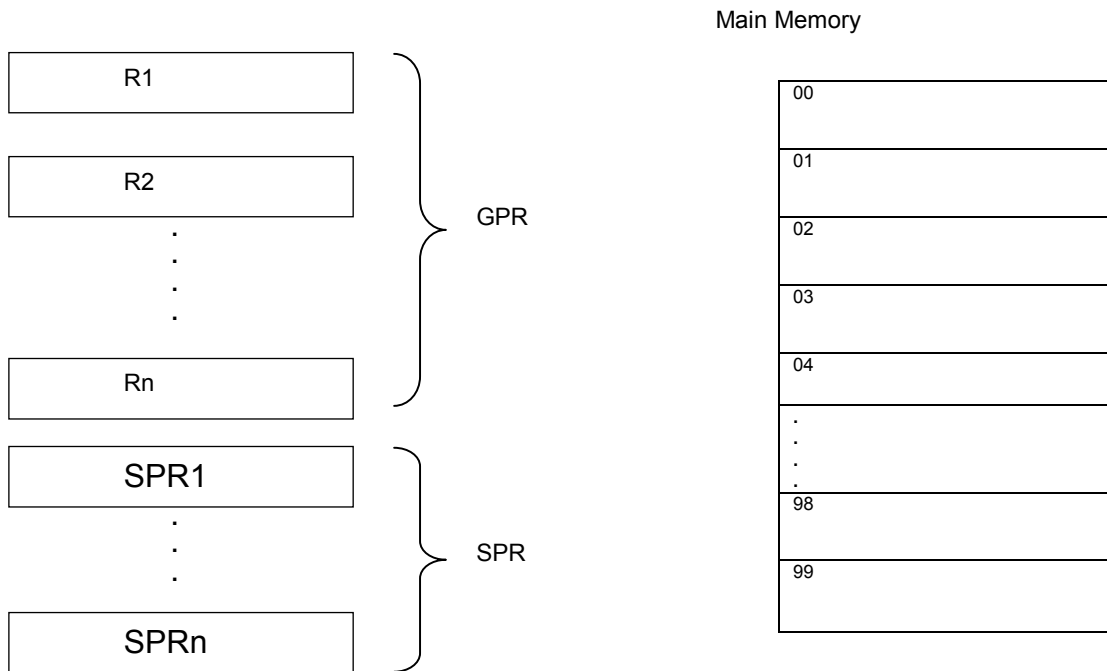 Main Memory
R1
R2
.
.
.
.
Rn
GPR
SPR1
.
.
.
SPRn
SPR
00
01
02
03
04
.
.
.
.
98
99